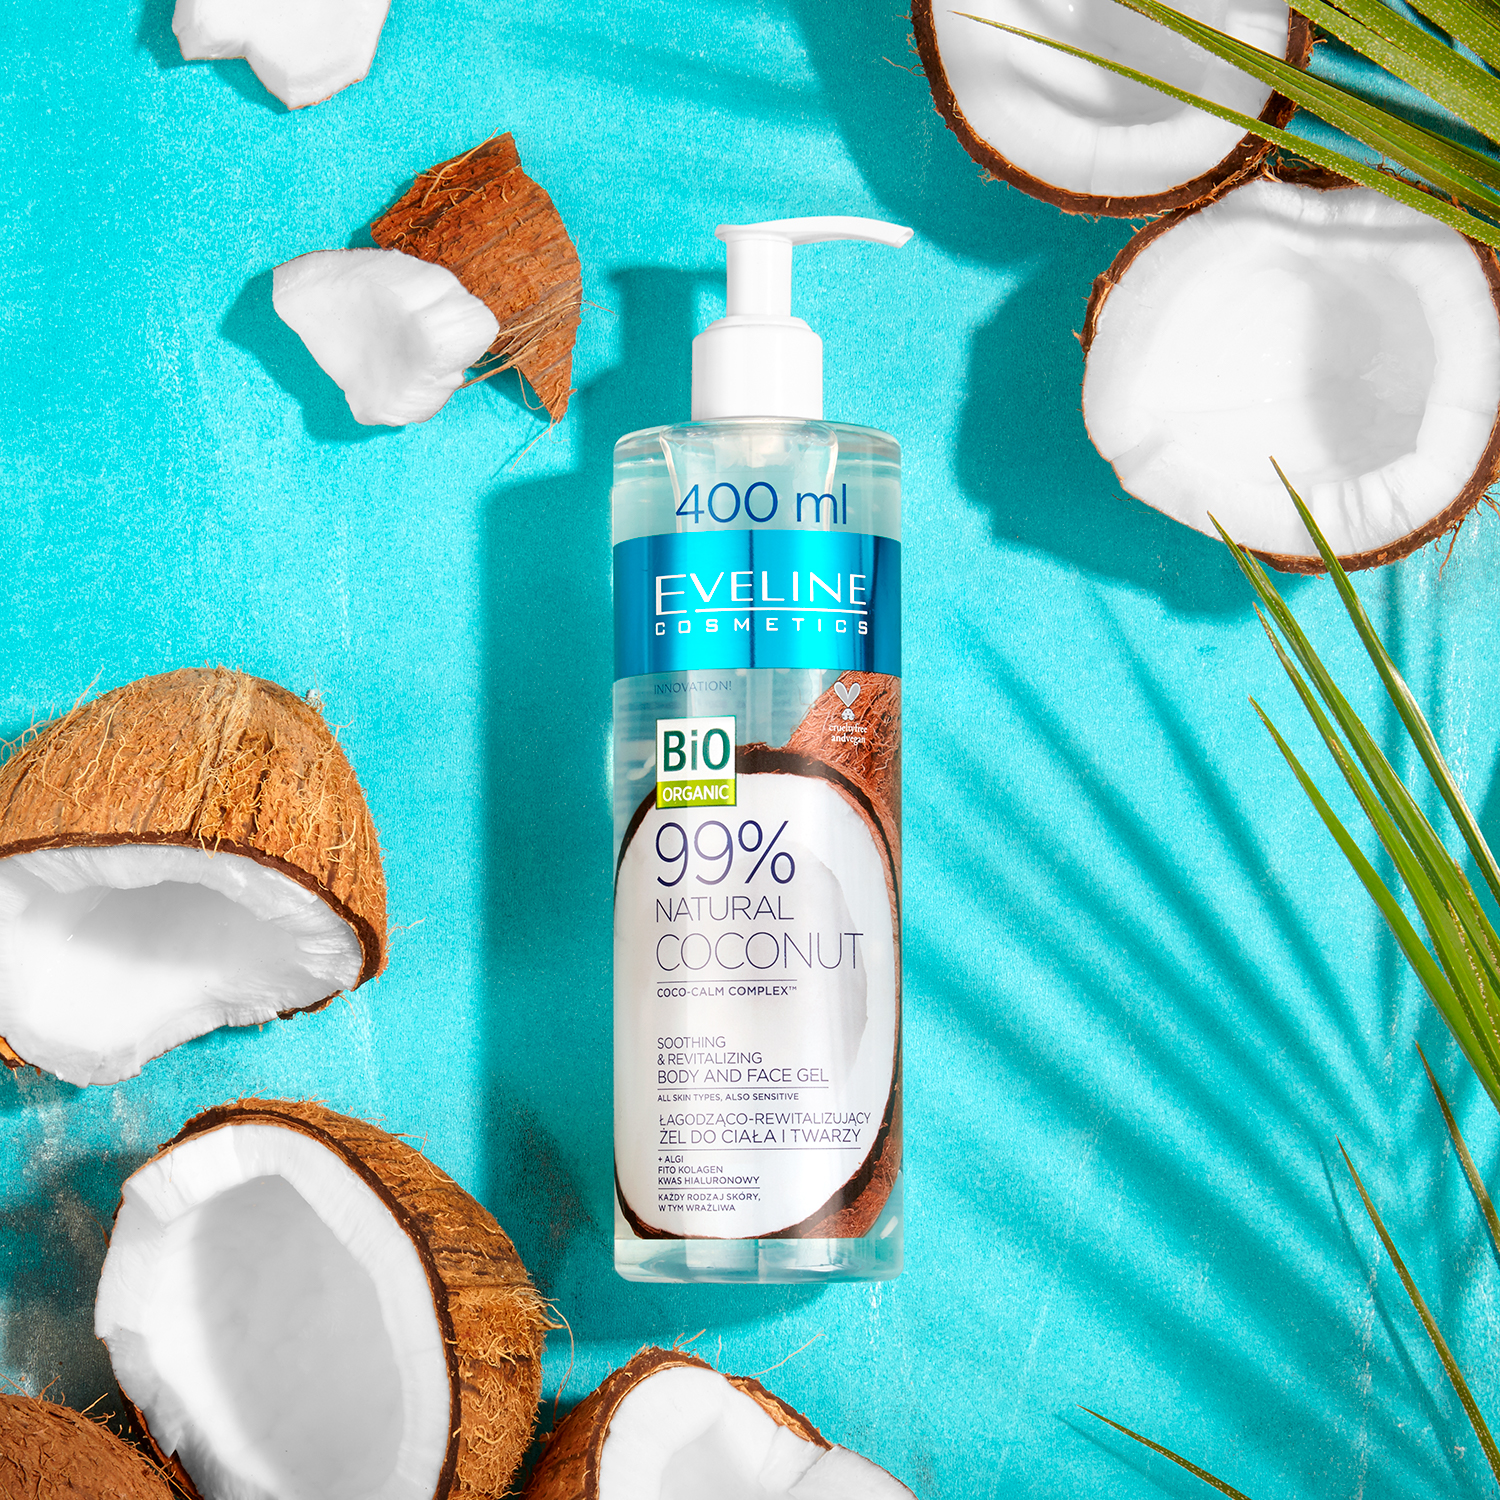 400 ml
EVELINE
COSMETICS
INNOVATION!
crueltyfree
andvegan
BiO
ORGANIC
99%
NATURAL
COCONUT
COCO-CALM COMPLEX™
SOOTHING
& REVITALIZING
BODY AND FACE GEL
ALL SKIN TYPES, ALSO SENSITIVE
ŁAGODZĄCO-REWITALIZUJĄCY
ŻEL DO CIAŁA I TWARZY
+ ALGI
FITO KOLAGEN
KWAS HIALURONOWY
KAŻDY RODZAJ SKÓRY,
W TYM WRAŻLIWA